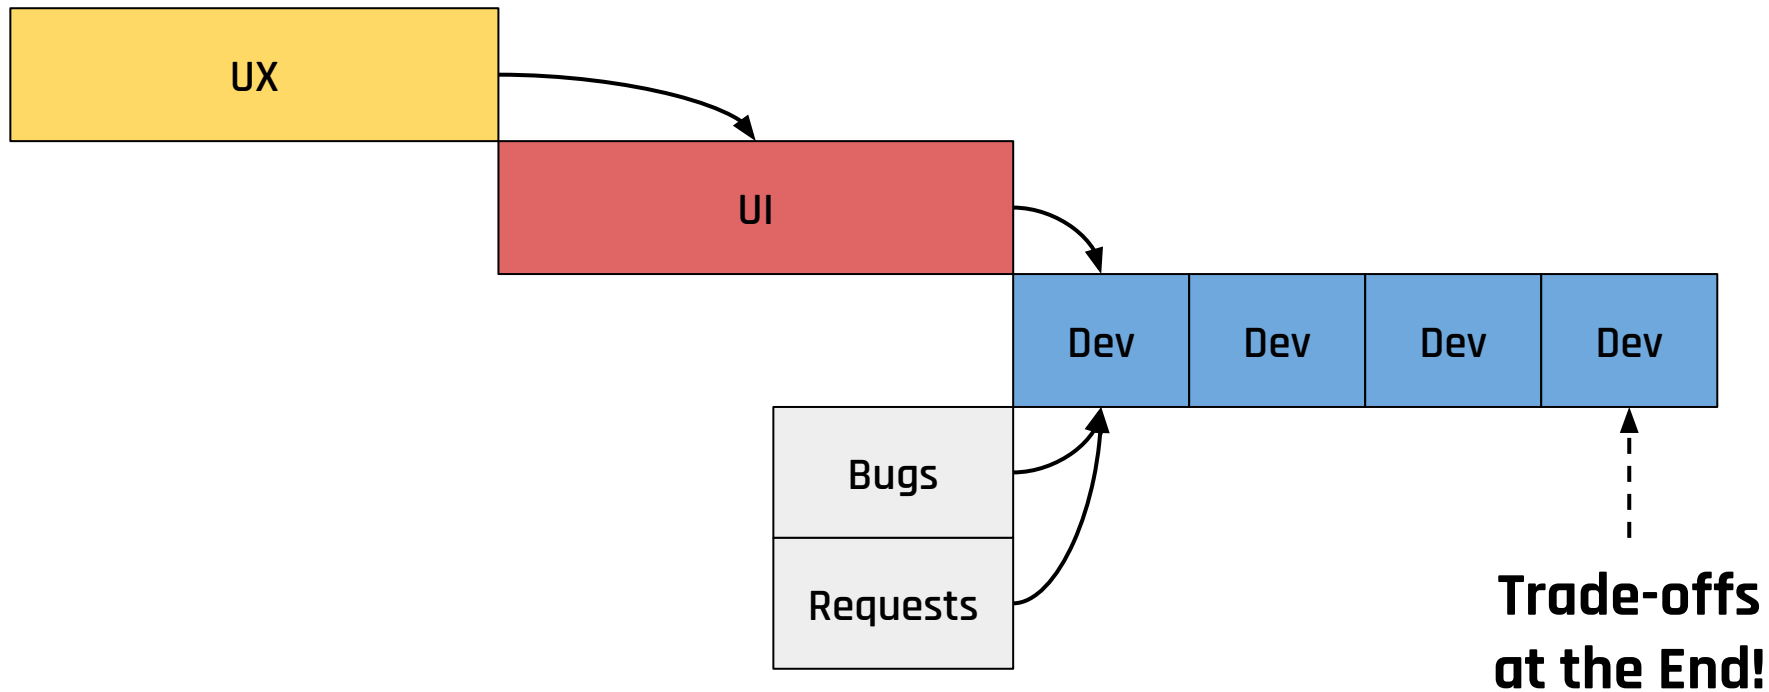 UX
UI
Dev Dev Dev Dev
Bugs
Requests
Trade-offs
at the End!